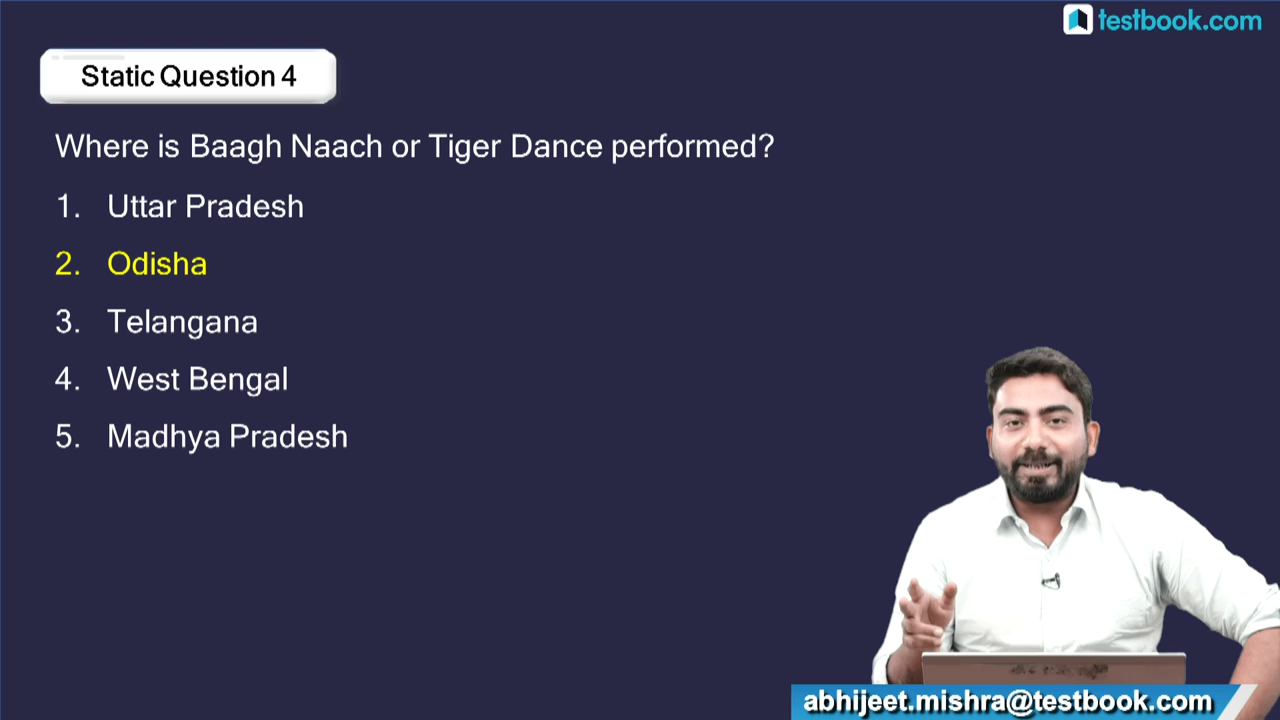 testbook.com
Static Question 4
Where is Baagh Naach or Tiger Dance performed?
1. Uttar Pradesh
2. Odisha
3. Telangana
4. West Bengal
5. Madhya Pradesh
abhijeet.mishra@testbook.com